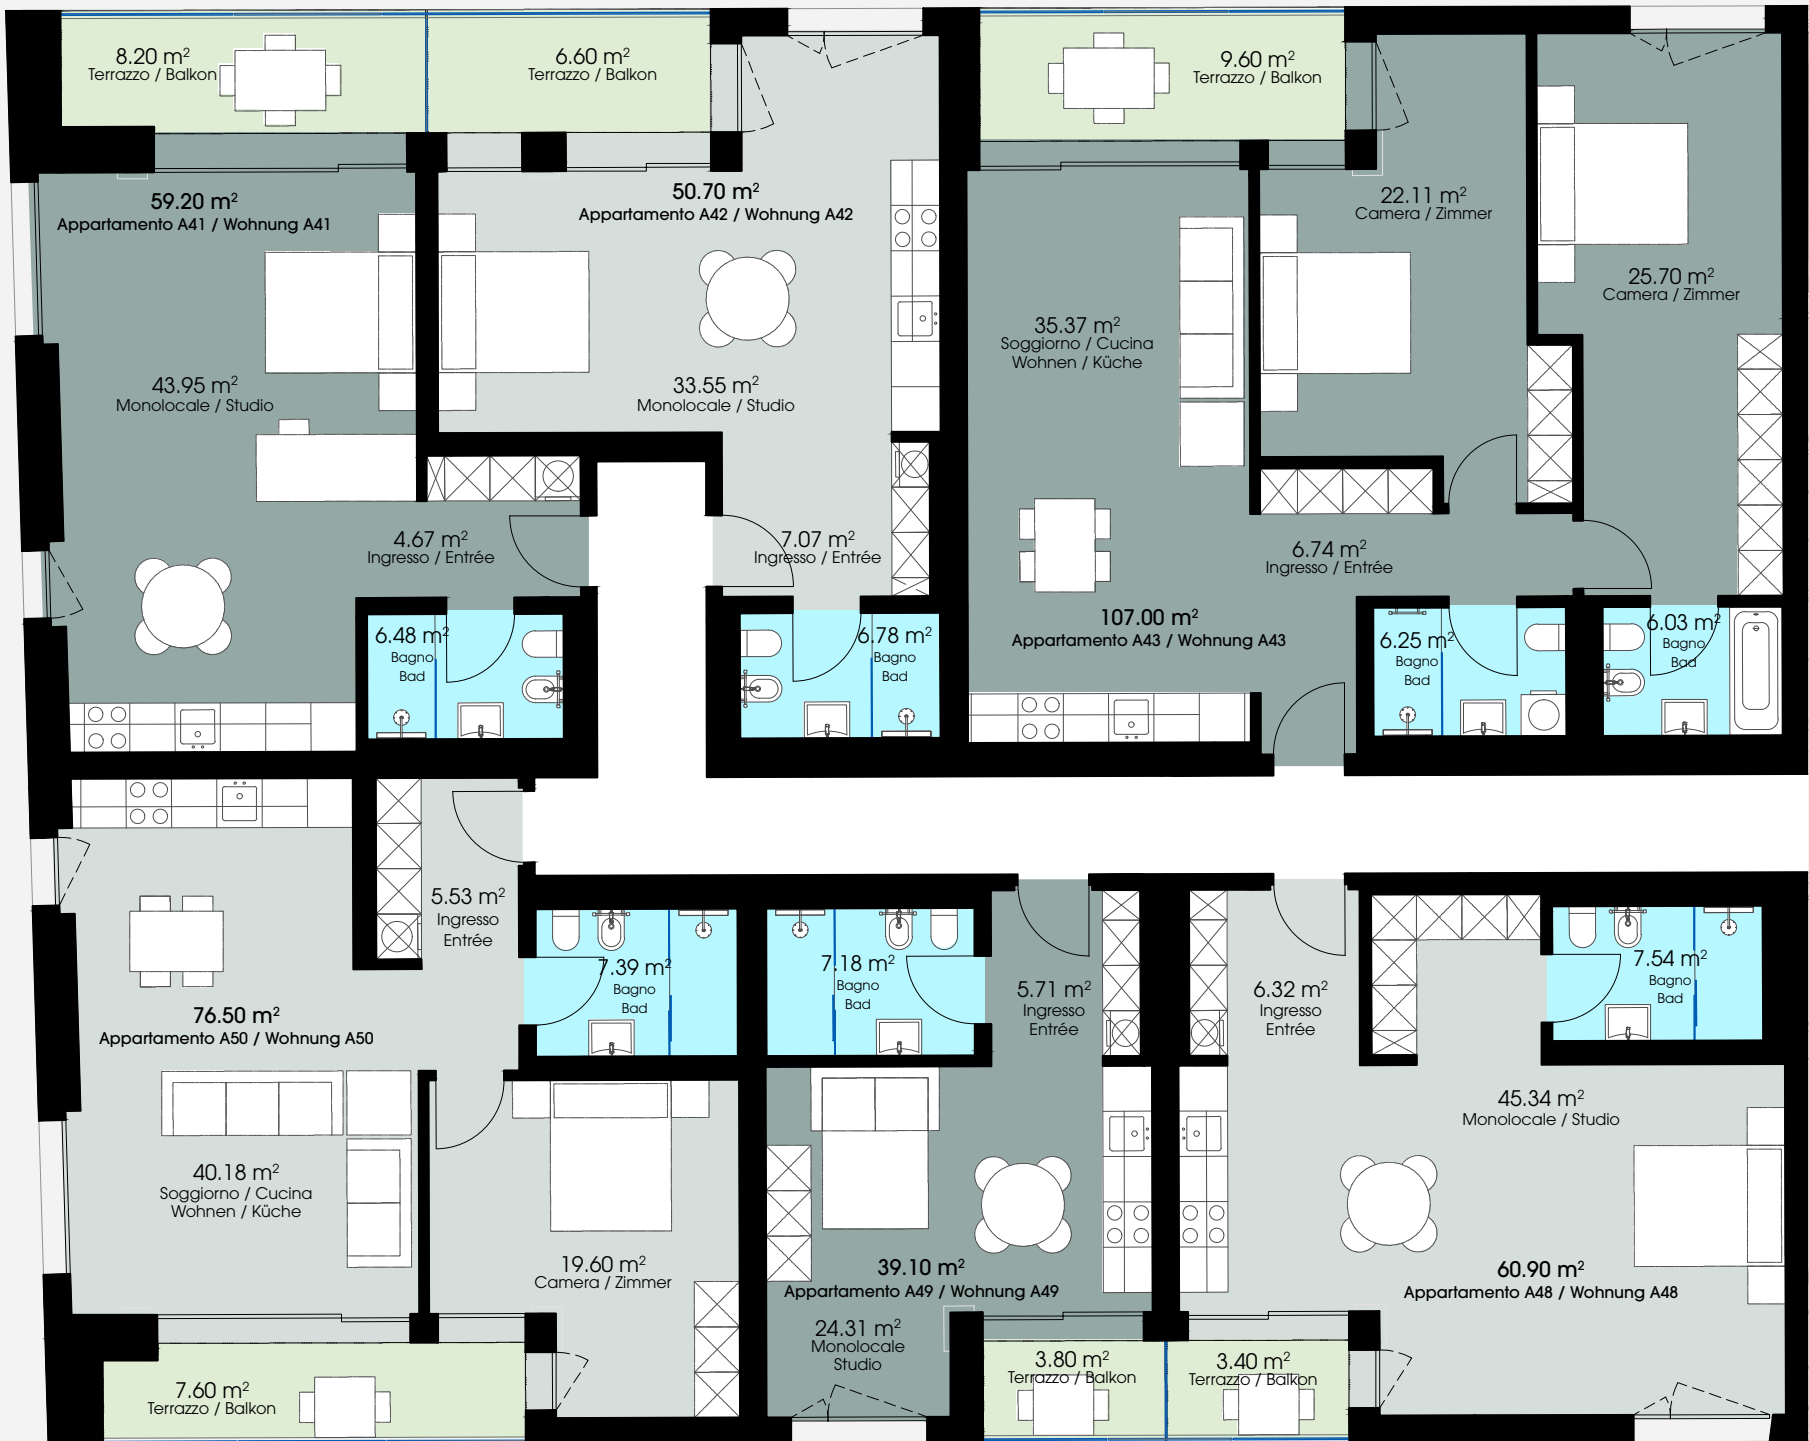 8.20 m²
Terrazzo / Balkon
6.60 m²
Terrazzo / Balkon
9.60 m²
Terrazzo / Balkon
59.20 m²
Appartamento A41 / Wohnung A41
50.70 m²
Appartamento A42 / Wohnung A42
22.11 m²
Camera / Zimmer
25.70 m²
Camera / Zimmer
35.37 m²
Soggiorno / Cucina
Wohnen / Küche
43.95 m²
Monolocale / Studio
33.55 m²
Monolocale / Studio
4.67 m²
Ingresso / Entrée
7.07 m²
Ingresso / Entrée
6.74 m²
Ingresso / Entrée
107.00 m²
Appartamento A43 / Wohnung A43
6.48 m²
Bagno
Bad
6.78 m²
Bagno
Bad
6.25 m²
Bagno
Bad
6.03 m²
Bagno
Bad
5.53 m²
Ingresso
Entrée
7.39 m²
Bagno
Bad
7.18 m²
Bagno
Bad
5.71 m²
Ingresso
Entrée
6.32 m²
Ingresso
Entrée
7.54 m²
Bagno
Bad
76.50 m²
Appartamento A50 / Wohnung A50
45.34 m²
Monolocale / Studio
40.18 m²
Soggiorno / Cucina
Wohnen / Küche
19.60 m²
Camera / Zimmer
39.10 m²
Appartamento A49 / Wohnung A49
60.90 m²
Appartamento A48 / Wohnung A48
24.31 m²
Monolocale
Studio
3.80 m²
Terrazzo / Balkon
3.40 m²
Terrazzo / Balkon
7.60 m²
Terrazzo / Balkon